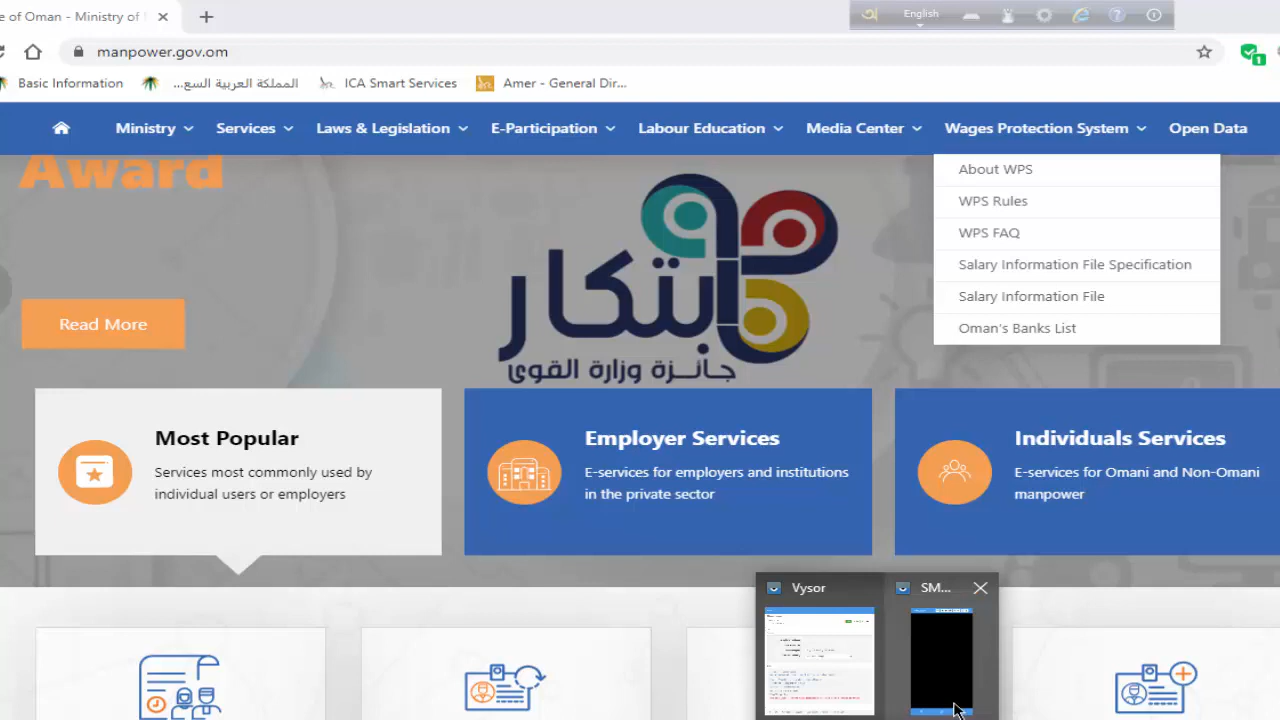 e of Oman - Ministry of
English
manpower.gov.om
1
Basic Information
المملكة العربية السع...
ICA Smart Services
Amer - General Dir...
Ministry
Services
Laws & Legislation
E-Participation
Labour Education
Media Center
Wages Protection System
Open Data
Award
About WPS
WPS Rules
WPS FAQ
Salary Information File Specification
Salary Information File
Oman's Banks List
Read More
ابتكار
جائزة وزارة القوى
Most Popular
Services most commonly used by
individual users or employers
Employer Services
E-services for employers and institutions
in the private sector
Individuals Services
E-services for Omani and Non-Omani
manpower
Vysor
SM...